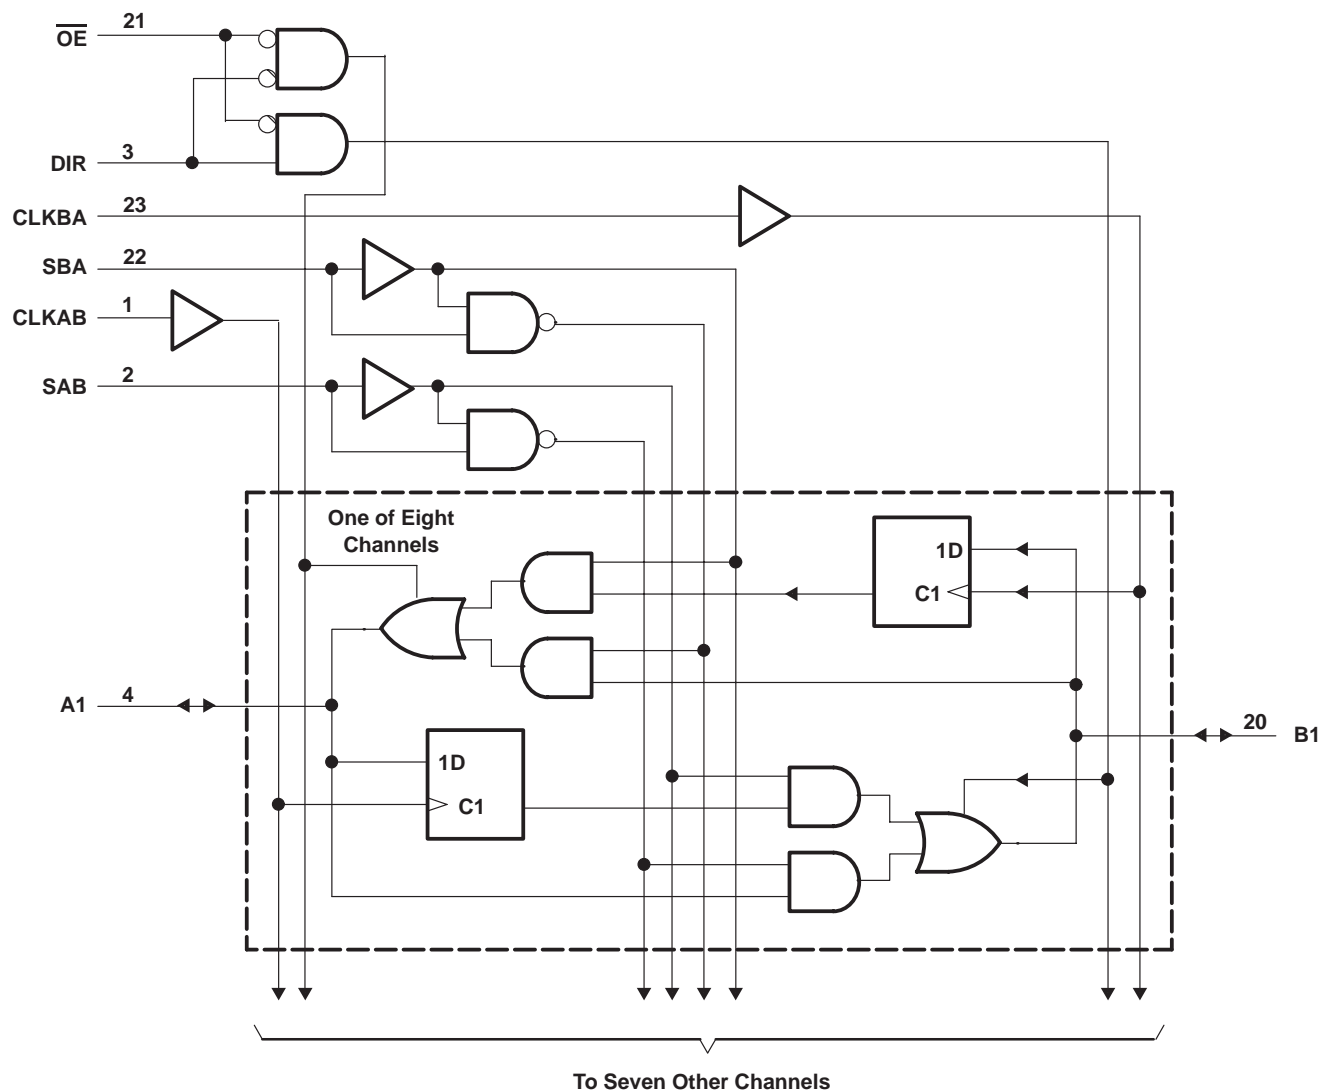 OE 21
DIR 3
CLKBA 23
SBA 22
CLKAB 1
SAB 2
One of Eight
Channels
1D
C1
A1 4
20 B1
1D
C1
To Seven Other Channels